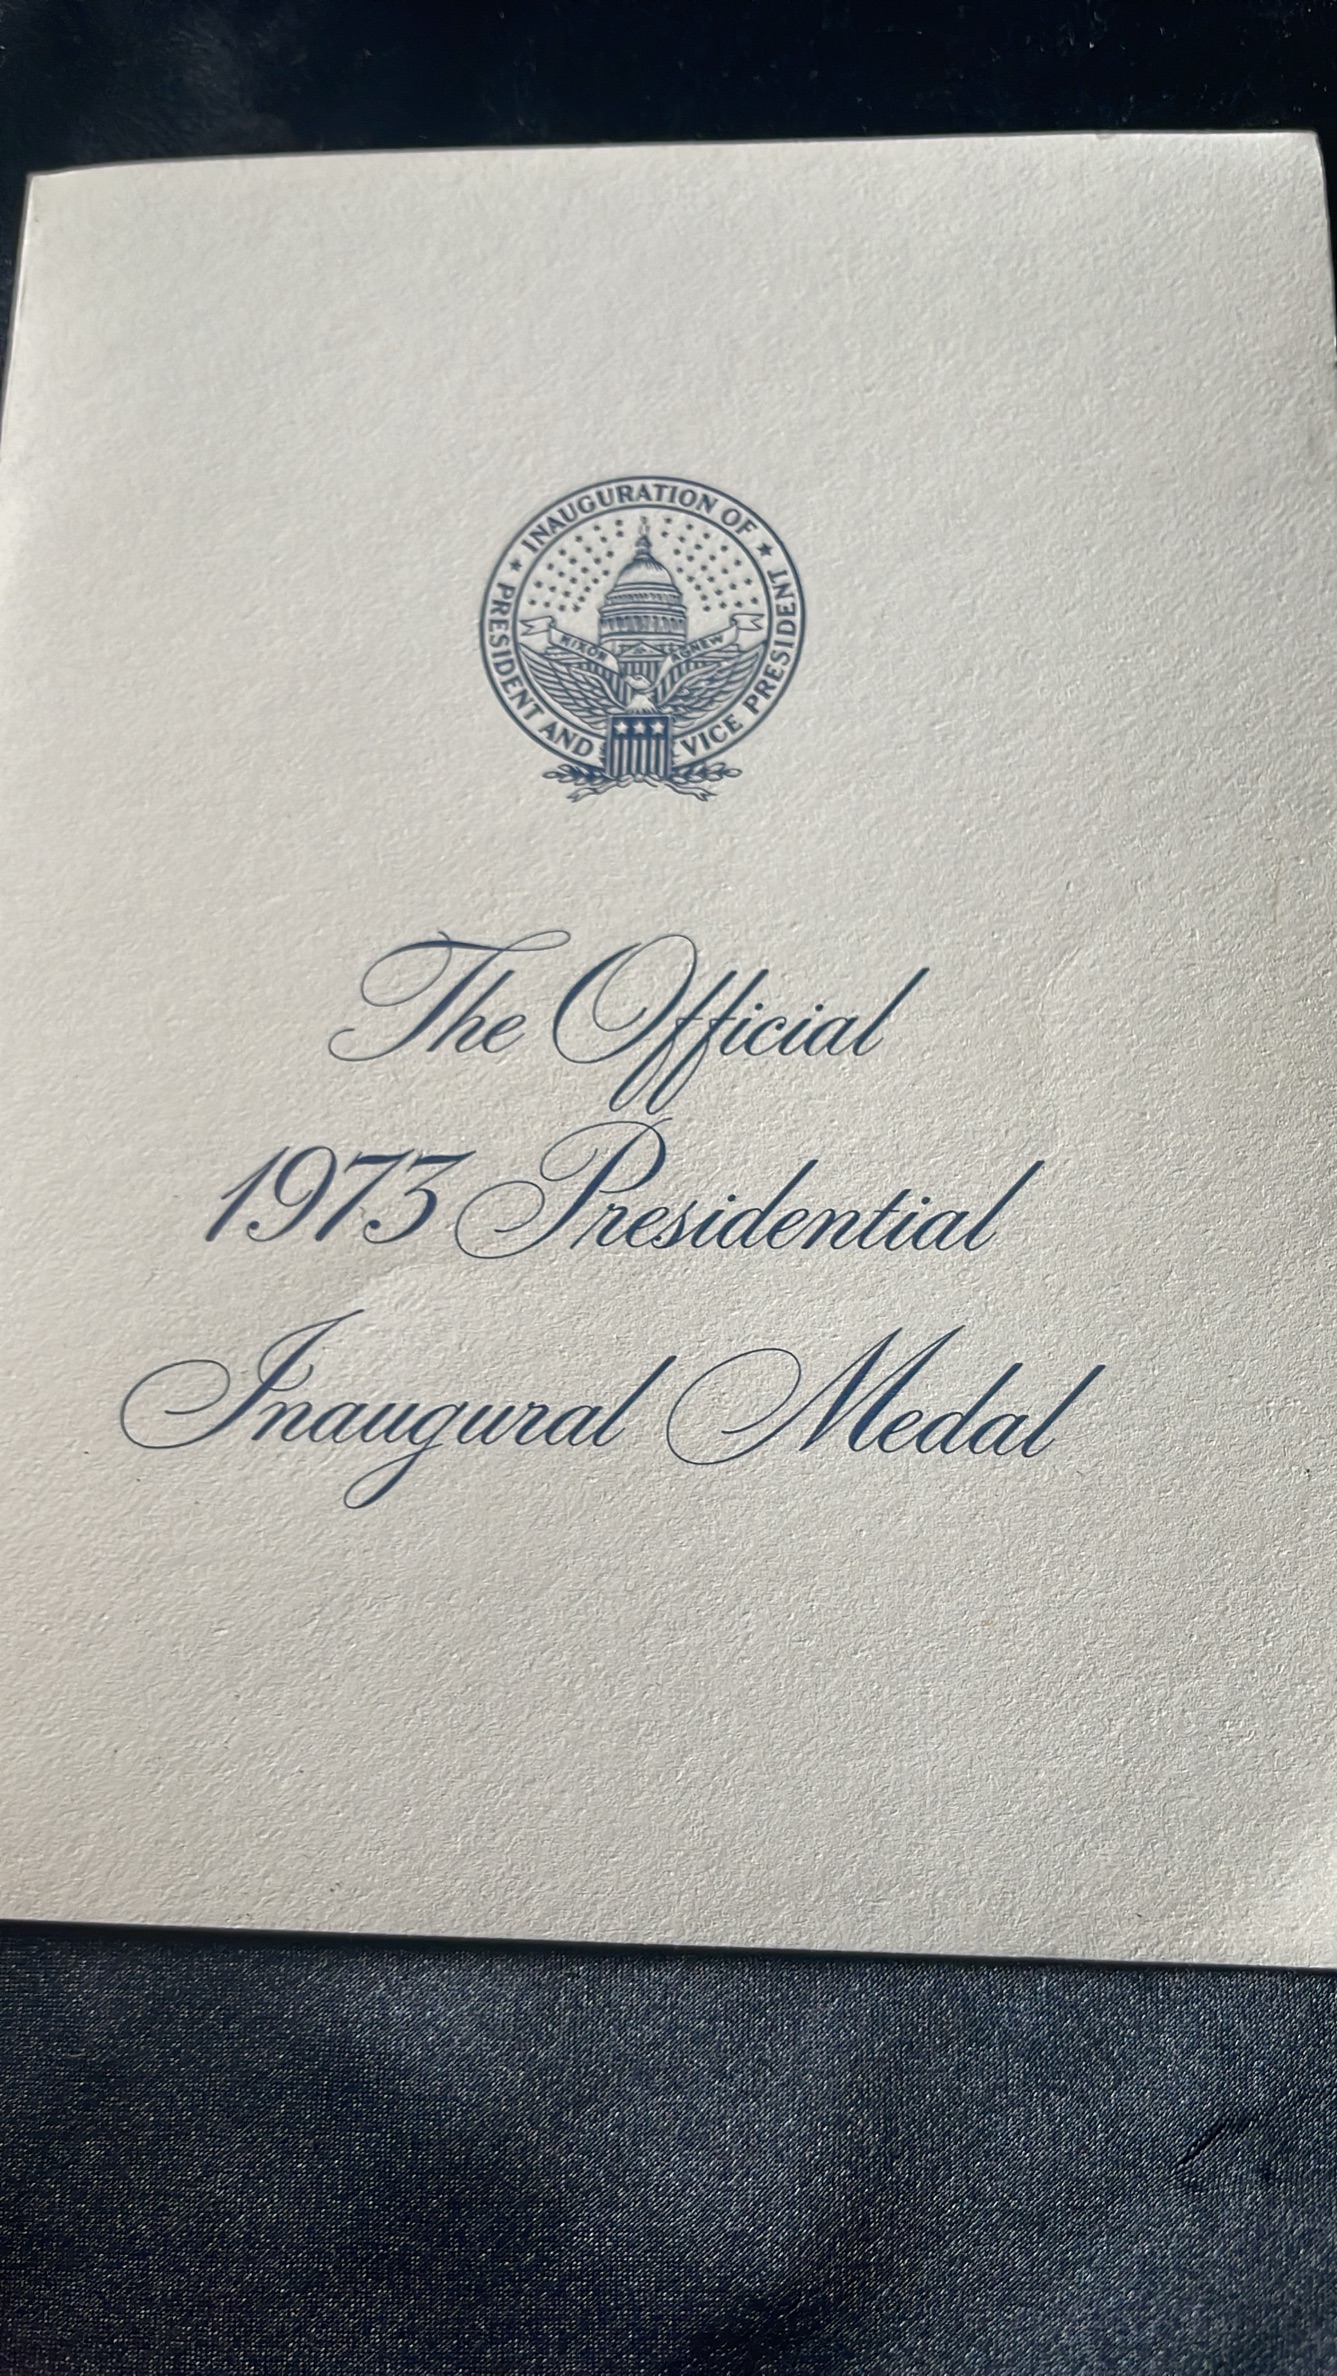 INAUGURATION OF
PRESIDENT AND VICE PRESIDENT
NIXON AGNEW
The Official
1973 Presidential
Inaugural Medal